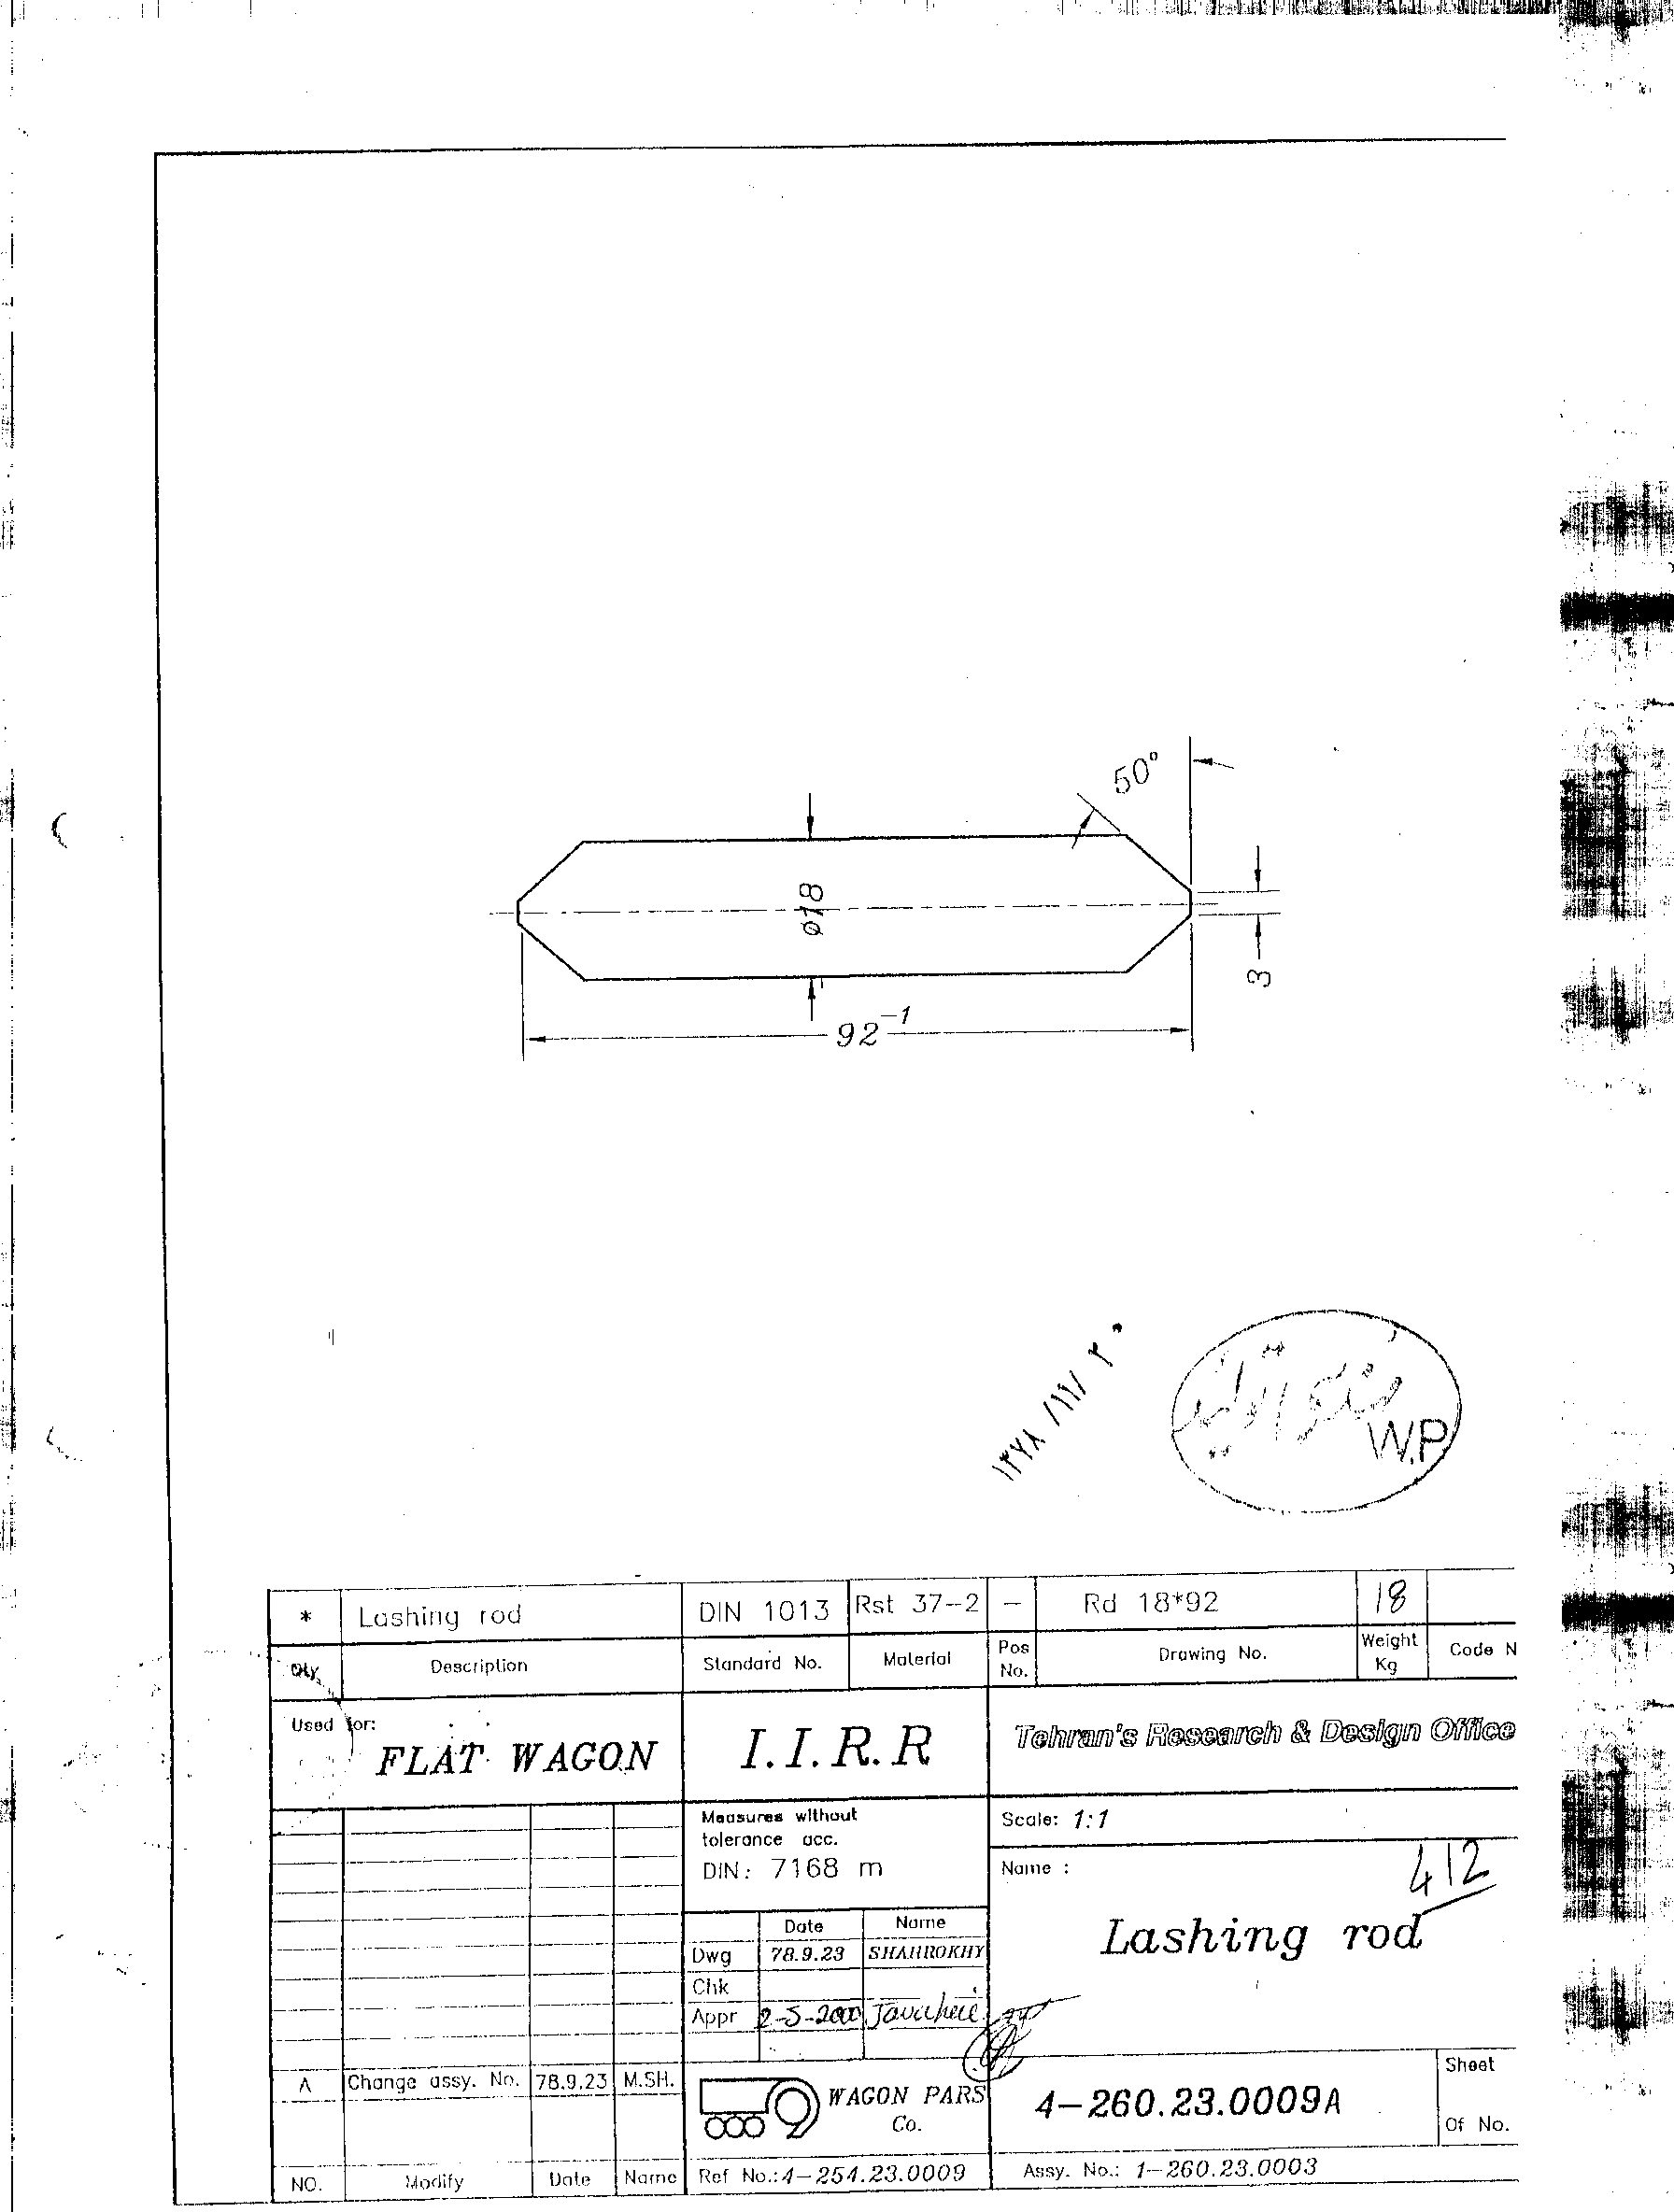 50°
ø18
3
92-1
۱۳۷۸/۱۱/۲۰
W.P
* Lashing rod DIN 1013 Rst 37-2 - Rd 18*92 18
Qty Description Standard No. Material Pos No. Drawing No. Weight Kg Code N
Used for:
FLAT WAGON
I.I.R.R
Tehran's Research & Design Office
Measures without
tolerance acc.
DIN: 7168 m
Scale: 1:1
Name :
412
Lashing rod
Date Name
Dwg 78.9.23 SHAHROKHY
Chk
Appr 2-5-2000
A Change assy. No. 78.9.23 M.SH.
WAGON PARS
Co.
4-260.23.0009A
Sheet
Of No.
NO. Modify Date Name Ref No.:4-254.23.0009 Assy. No.: 1-260.23.0003